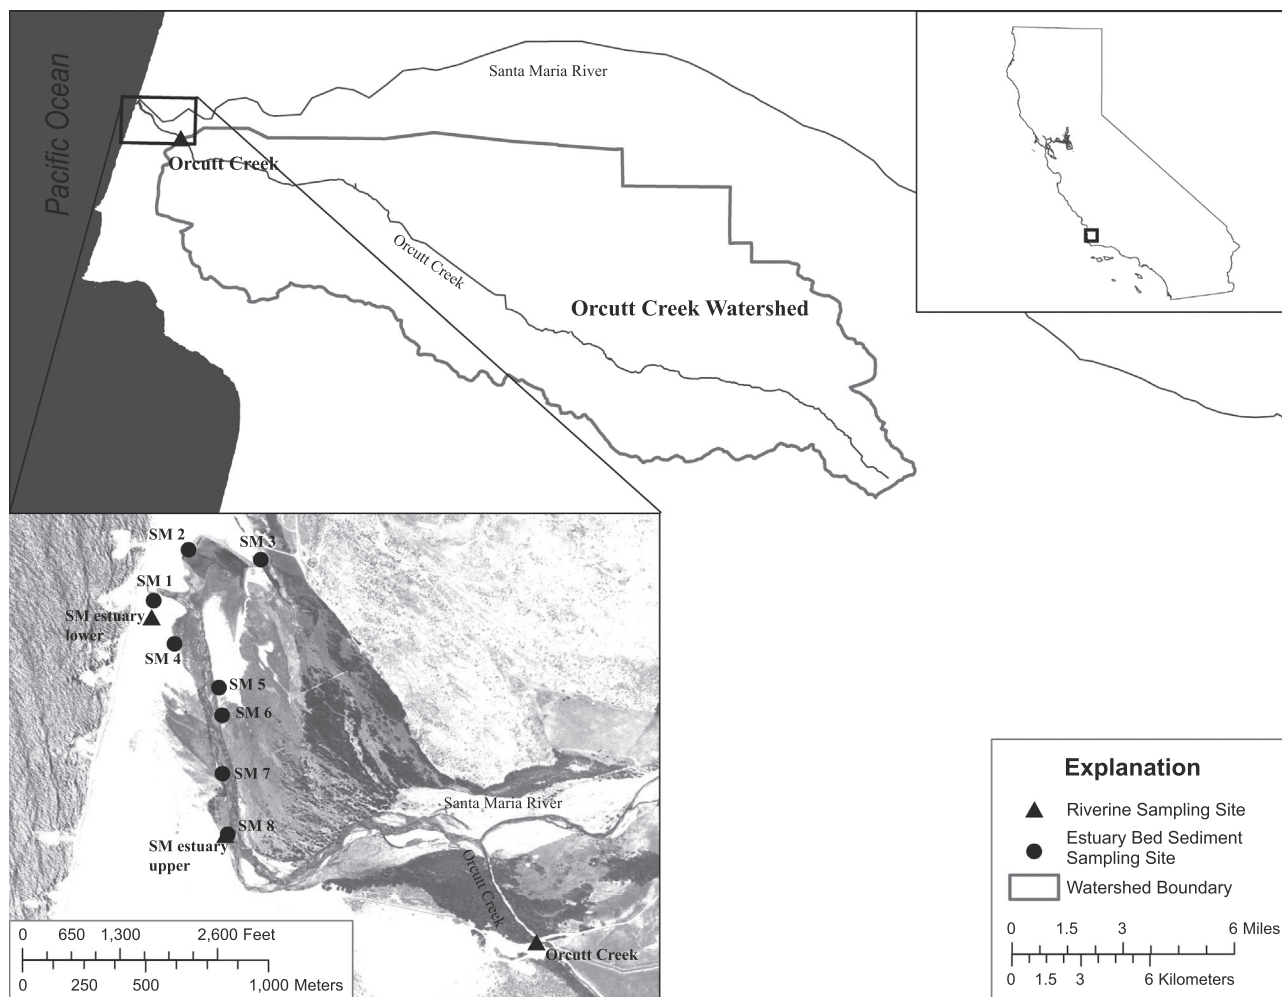 Pacific Ocean
Santa Maria River
Orcutt Creek
Orcutt Creek
Orcutt Creek Watershed
SM 2
SM 3
SM 1
SM estuary
lower
SM 4
SM 5
SM 6
SM 7
SM 8
SM estuary
upper
Santa Maria River
Orcutt Creek
Orcutt Creek
0 650 1,300 2,600 Feet
0 250 500 1,000 Meters
Explanation
Riverine Sampling Site
Estuary Bed Sediment
Sampling Site
Watershed Boundary
0 1.5 3 6 Miles
0 1.5 3 6 Kilometers